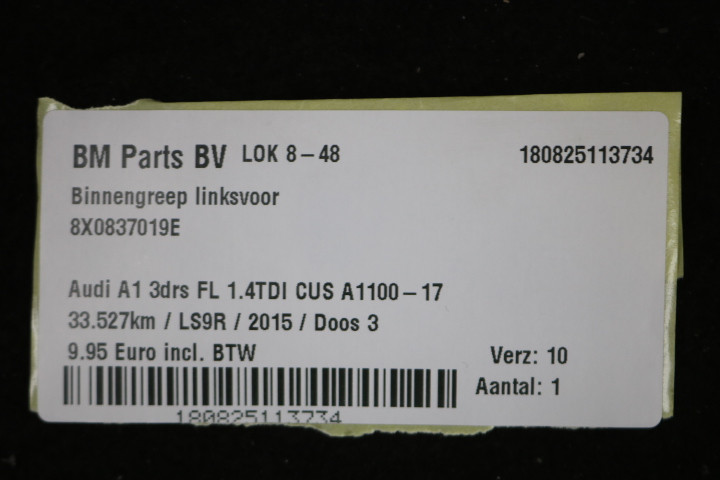 BM Parts BV LOK 8-48 180825113734
Binnengreep linksvoor
8X0837019E
Audi A1 3drs FL 1.4TDI CUS A1100-17
33.527km / LS9R / 2015 / Doos 3
9.95 Euro incl. BTW Verz: 10
Aantal: 1
180825113734